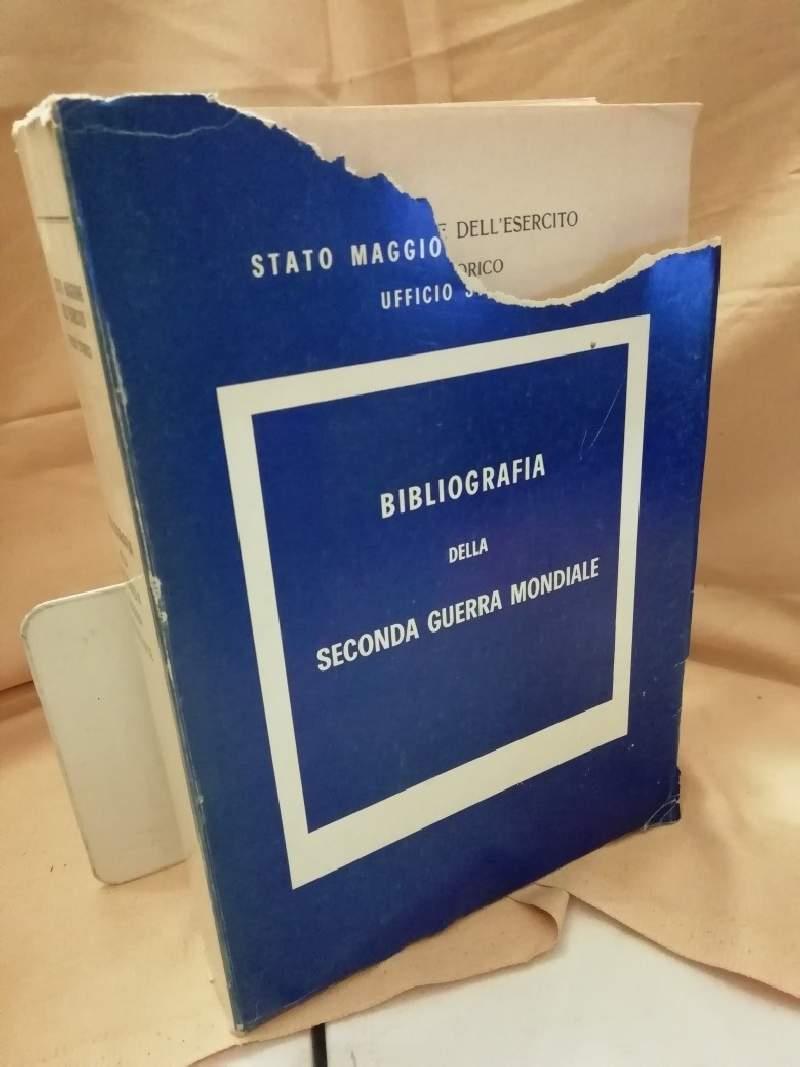 STATO MAGGIO
E DELL'ESERCITO
UFFICIO S
ORICO
BIBLIOGRAFIA
DELLA
SECONDA GUERRA MONDIALE